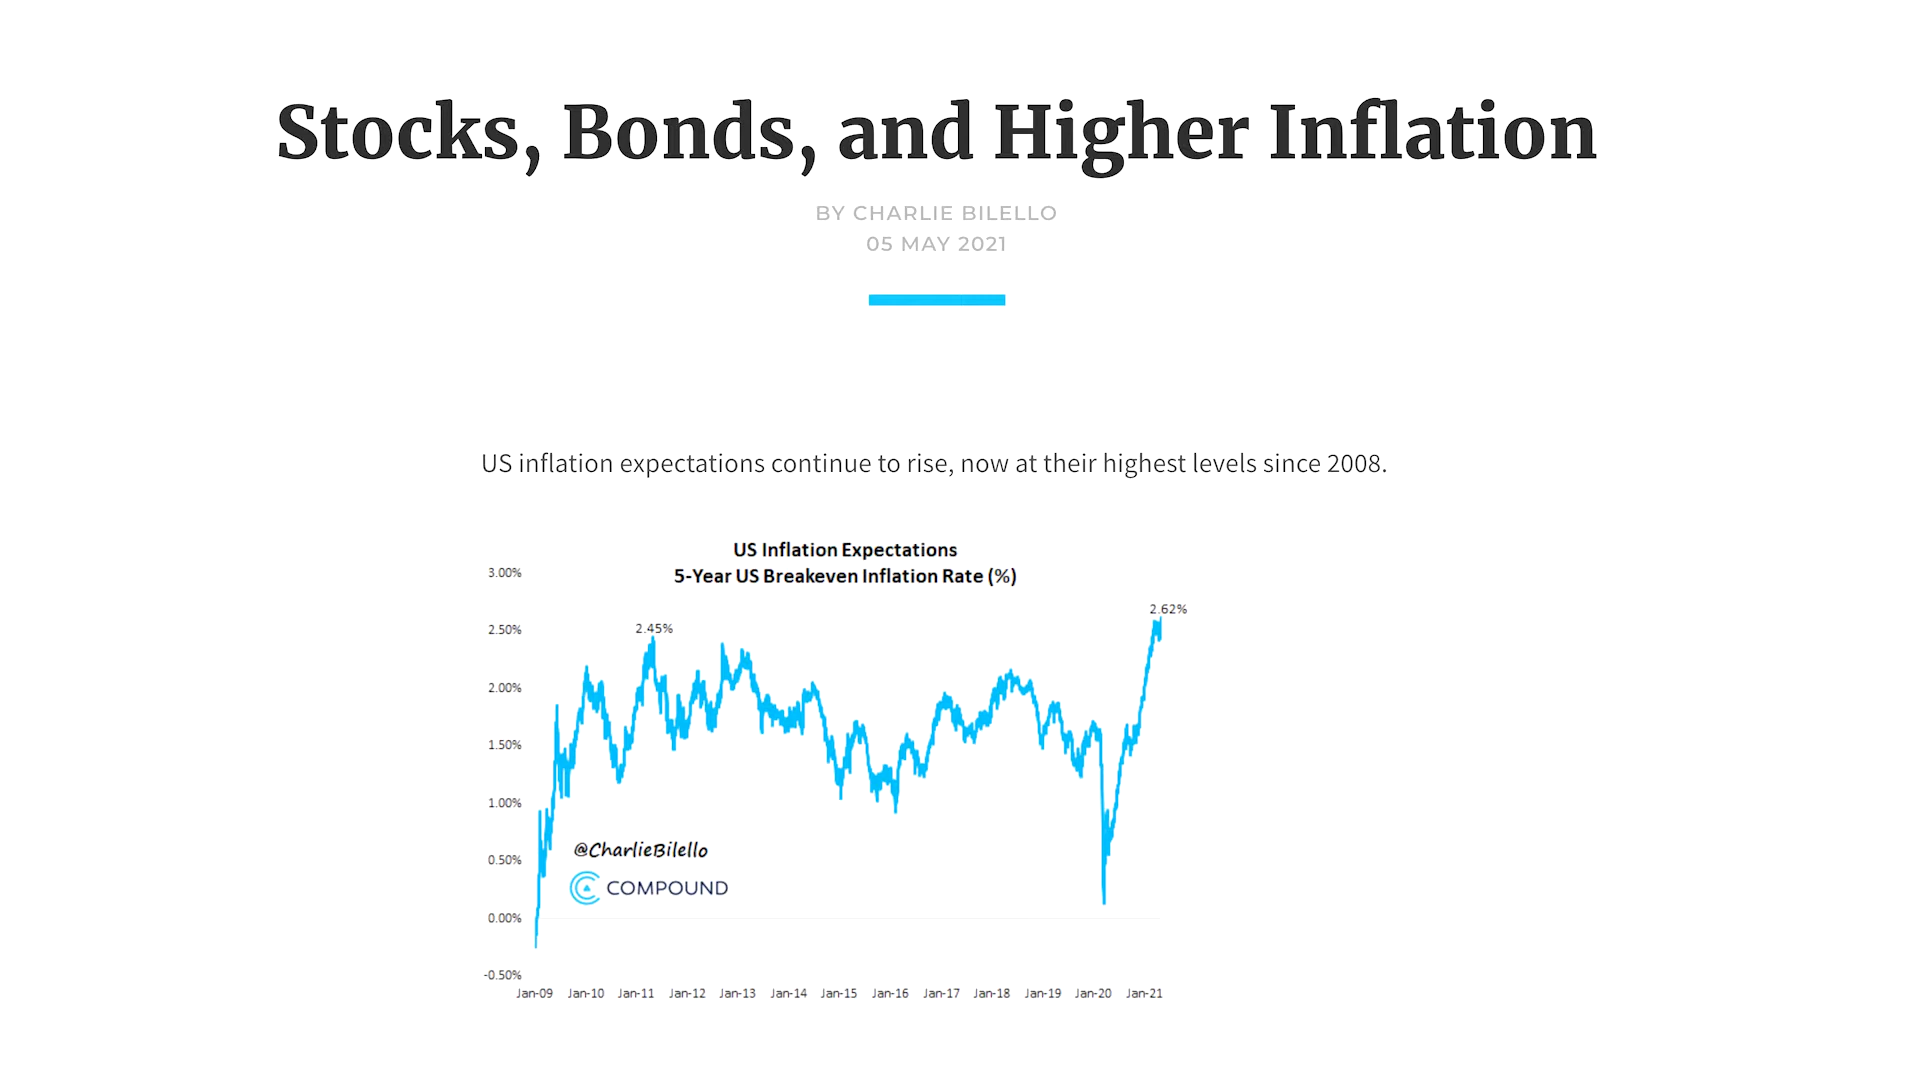 Stocks, Bonds, and Higher Inflation
BY CHARLIE BILELLO
05 MAY 2021
US inflation expectations continue to rise, now at their highest levels since 2008.
US Inflation Expectations
5-Year US Breakeven Inflation Rate (%)
3.00%
2.62%
2.50%
2.45%
2.00%
1.50%
1.00%
@CharlieBilello
0.50%
COMPOUND
0.00%
-0.50%
Jan-09 Jan-10 Jan-11 Jan-12 Jan-13 Jan-14 Jan-15 Jan-16 Jan-17 Jan-18 Jan-19 Jan-20 Jan-21